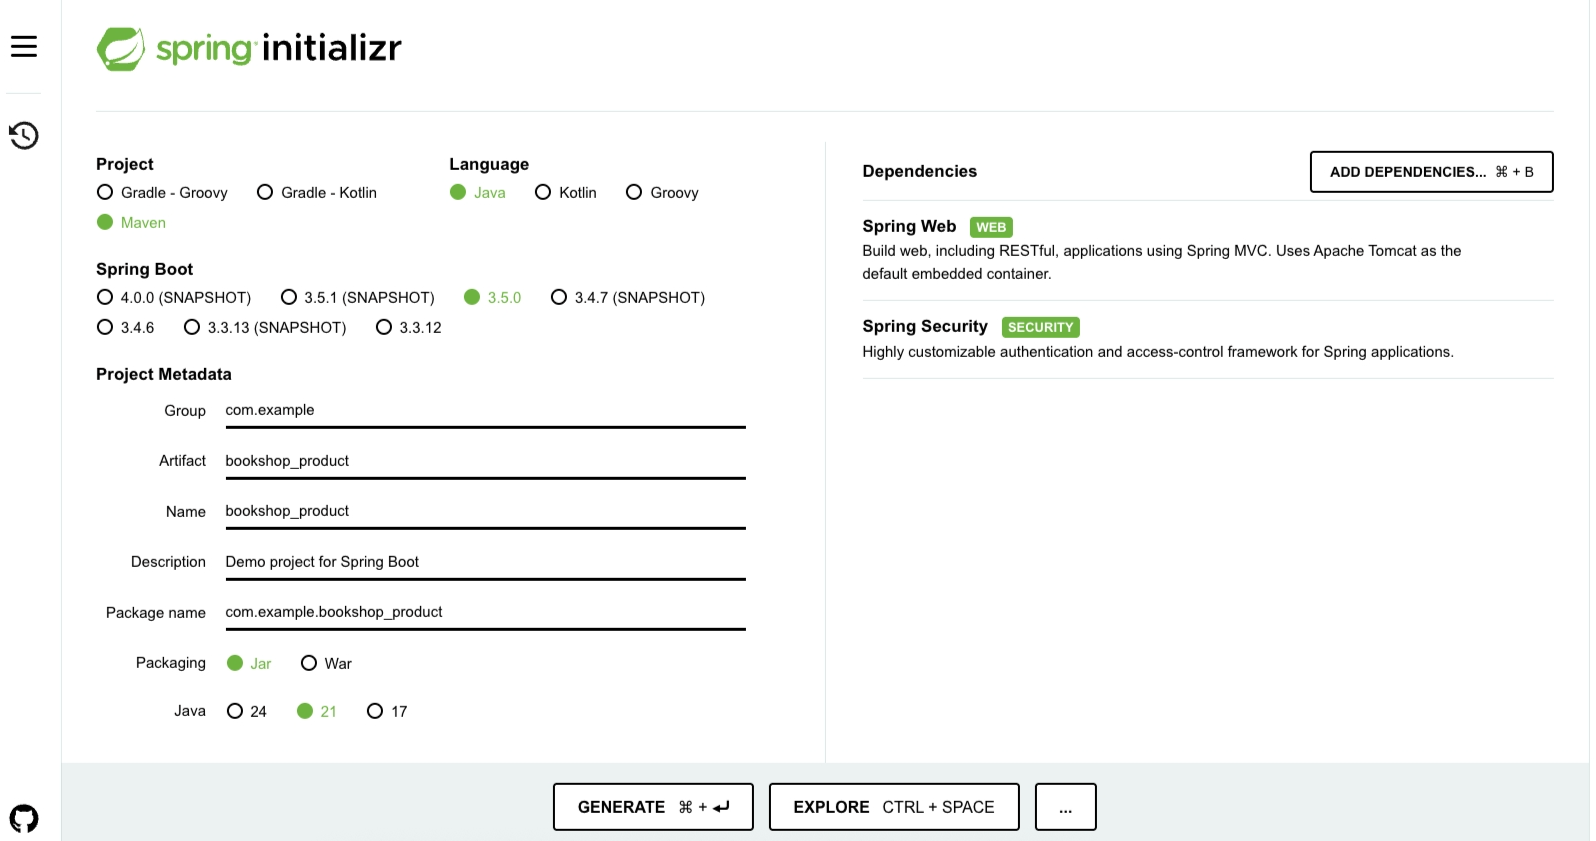 spring initializr
Project
Gradle - Groovy Gradle - Kotlin
Maven
Language
Java Kotlin Groovy
Spring Boot
4.0.0 (SNAPSHOT) 3.5.1 (SNAPSHOT) 3.5.0 3.4.7 (SNAPSHOT)
3.4.6 3.3.13 (SNAPSHOT) 3.3.12
Project Metadata
Group com.example
Artifact bookshop_product
Name bookshop_product
Description Demo project for Spring Boot
Package name com.example.bookshop_product
Packaging Jar War
Java 24 21 17
Dependencies ADD DEPENDENCIES... ⌘ + B
Spring Web WEB
Build web, including RESTful, applications using Spring MVC. Uses Apache Tomcat as the
default embedded container.
Spring Security SECURITY
Highly customizable authentication and access-control framework for Spring applications.
GENERATE ⌘ + ⏎ EXPLORE CTRL + SPACE ...